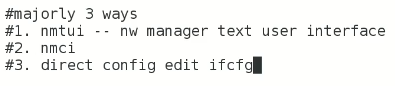 #majorly 3 ways
#1. nmtui -- nw manager text user interface
#2. nmci
#3. direct config edit ifcfg